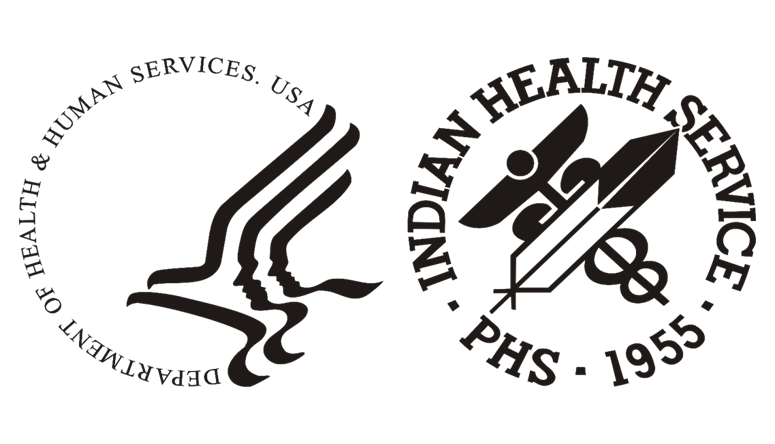 DEPARTMENT OF HEALTH & HUMAN SERVICES. USA
INDIAN HEALTH SERVICE
PHS · 1955